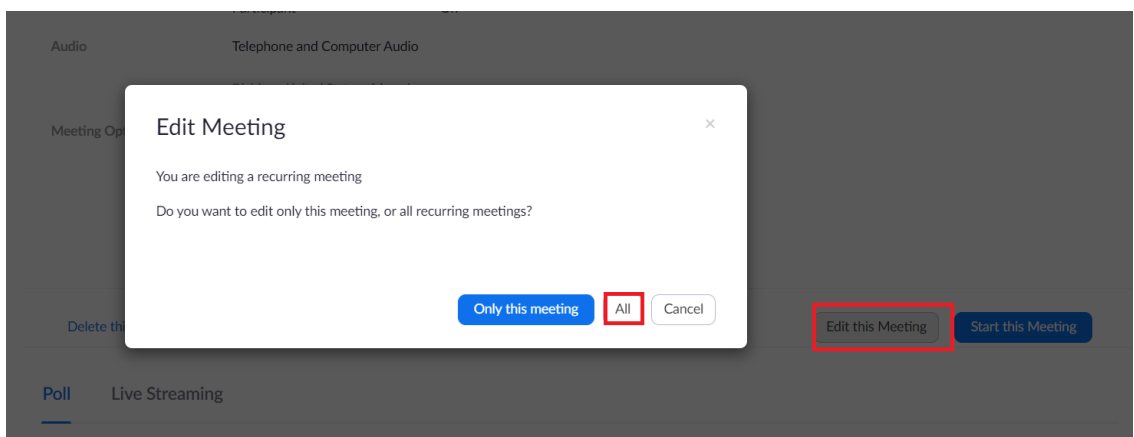 Audio
Telephone and Computer Audio
Meeting Op
Edit Meeting
×
You are editing a recurring meeting
Do you want to edit only this meeting, or all recurring meetings?
Only this meeting
All
Cancel
Delete thi
Edit this Meeting
Start this Meeting
Poll
Live Streaming